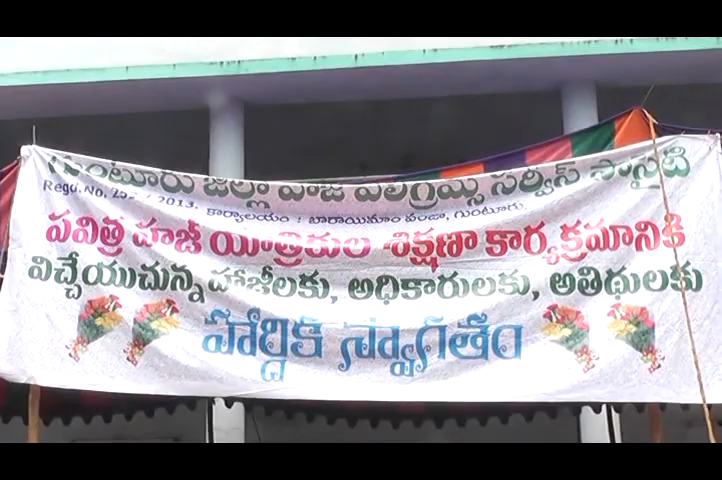 గుంటూరు జిల్లా హజ్ పిలిగ్రిమ్స్ సర్వీస్ సొసైటి
Regd. No. / 2013. కార్యాలయం : బారాయిమాం పంజా, గుంటూరు.
పవిత్ర హజ్ యాత్రికుల శిక్షణా కార్యక్రమానికి
విచ్చేయుచున్న హాజీలకు, అధికారులకు, అతిథులకు
హార్దిక స్వాగతం